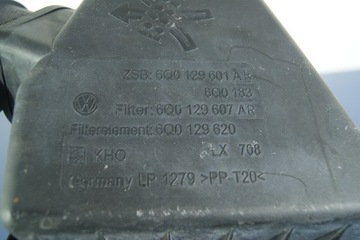 ZSB: 6Q0 129 601 AR
6Q0 183
Filter: 6Q0 129 607 AR
Filterelement: 6Q0 129 620
KHO LX 708
Germany LP 1279 >PP-T20<